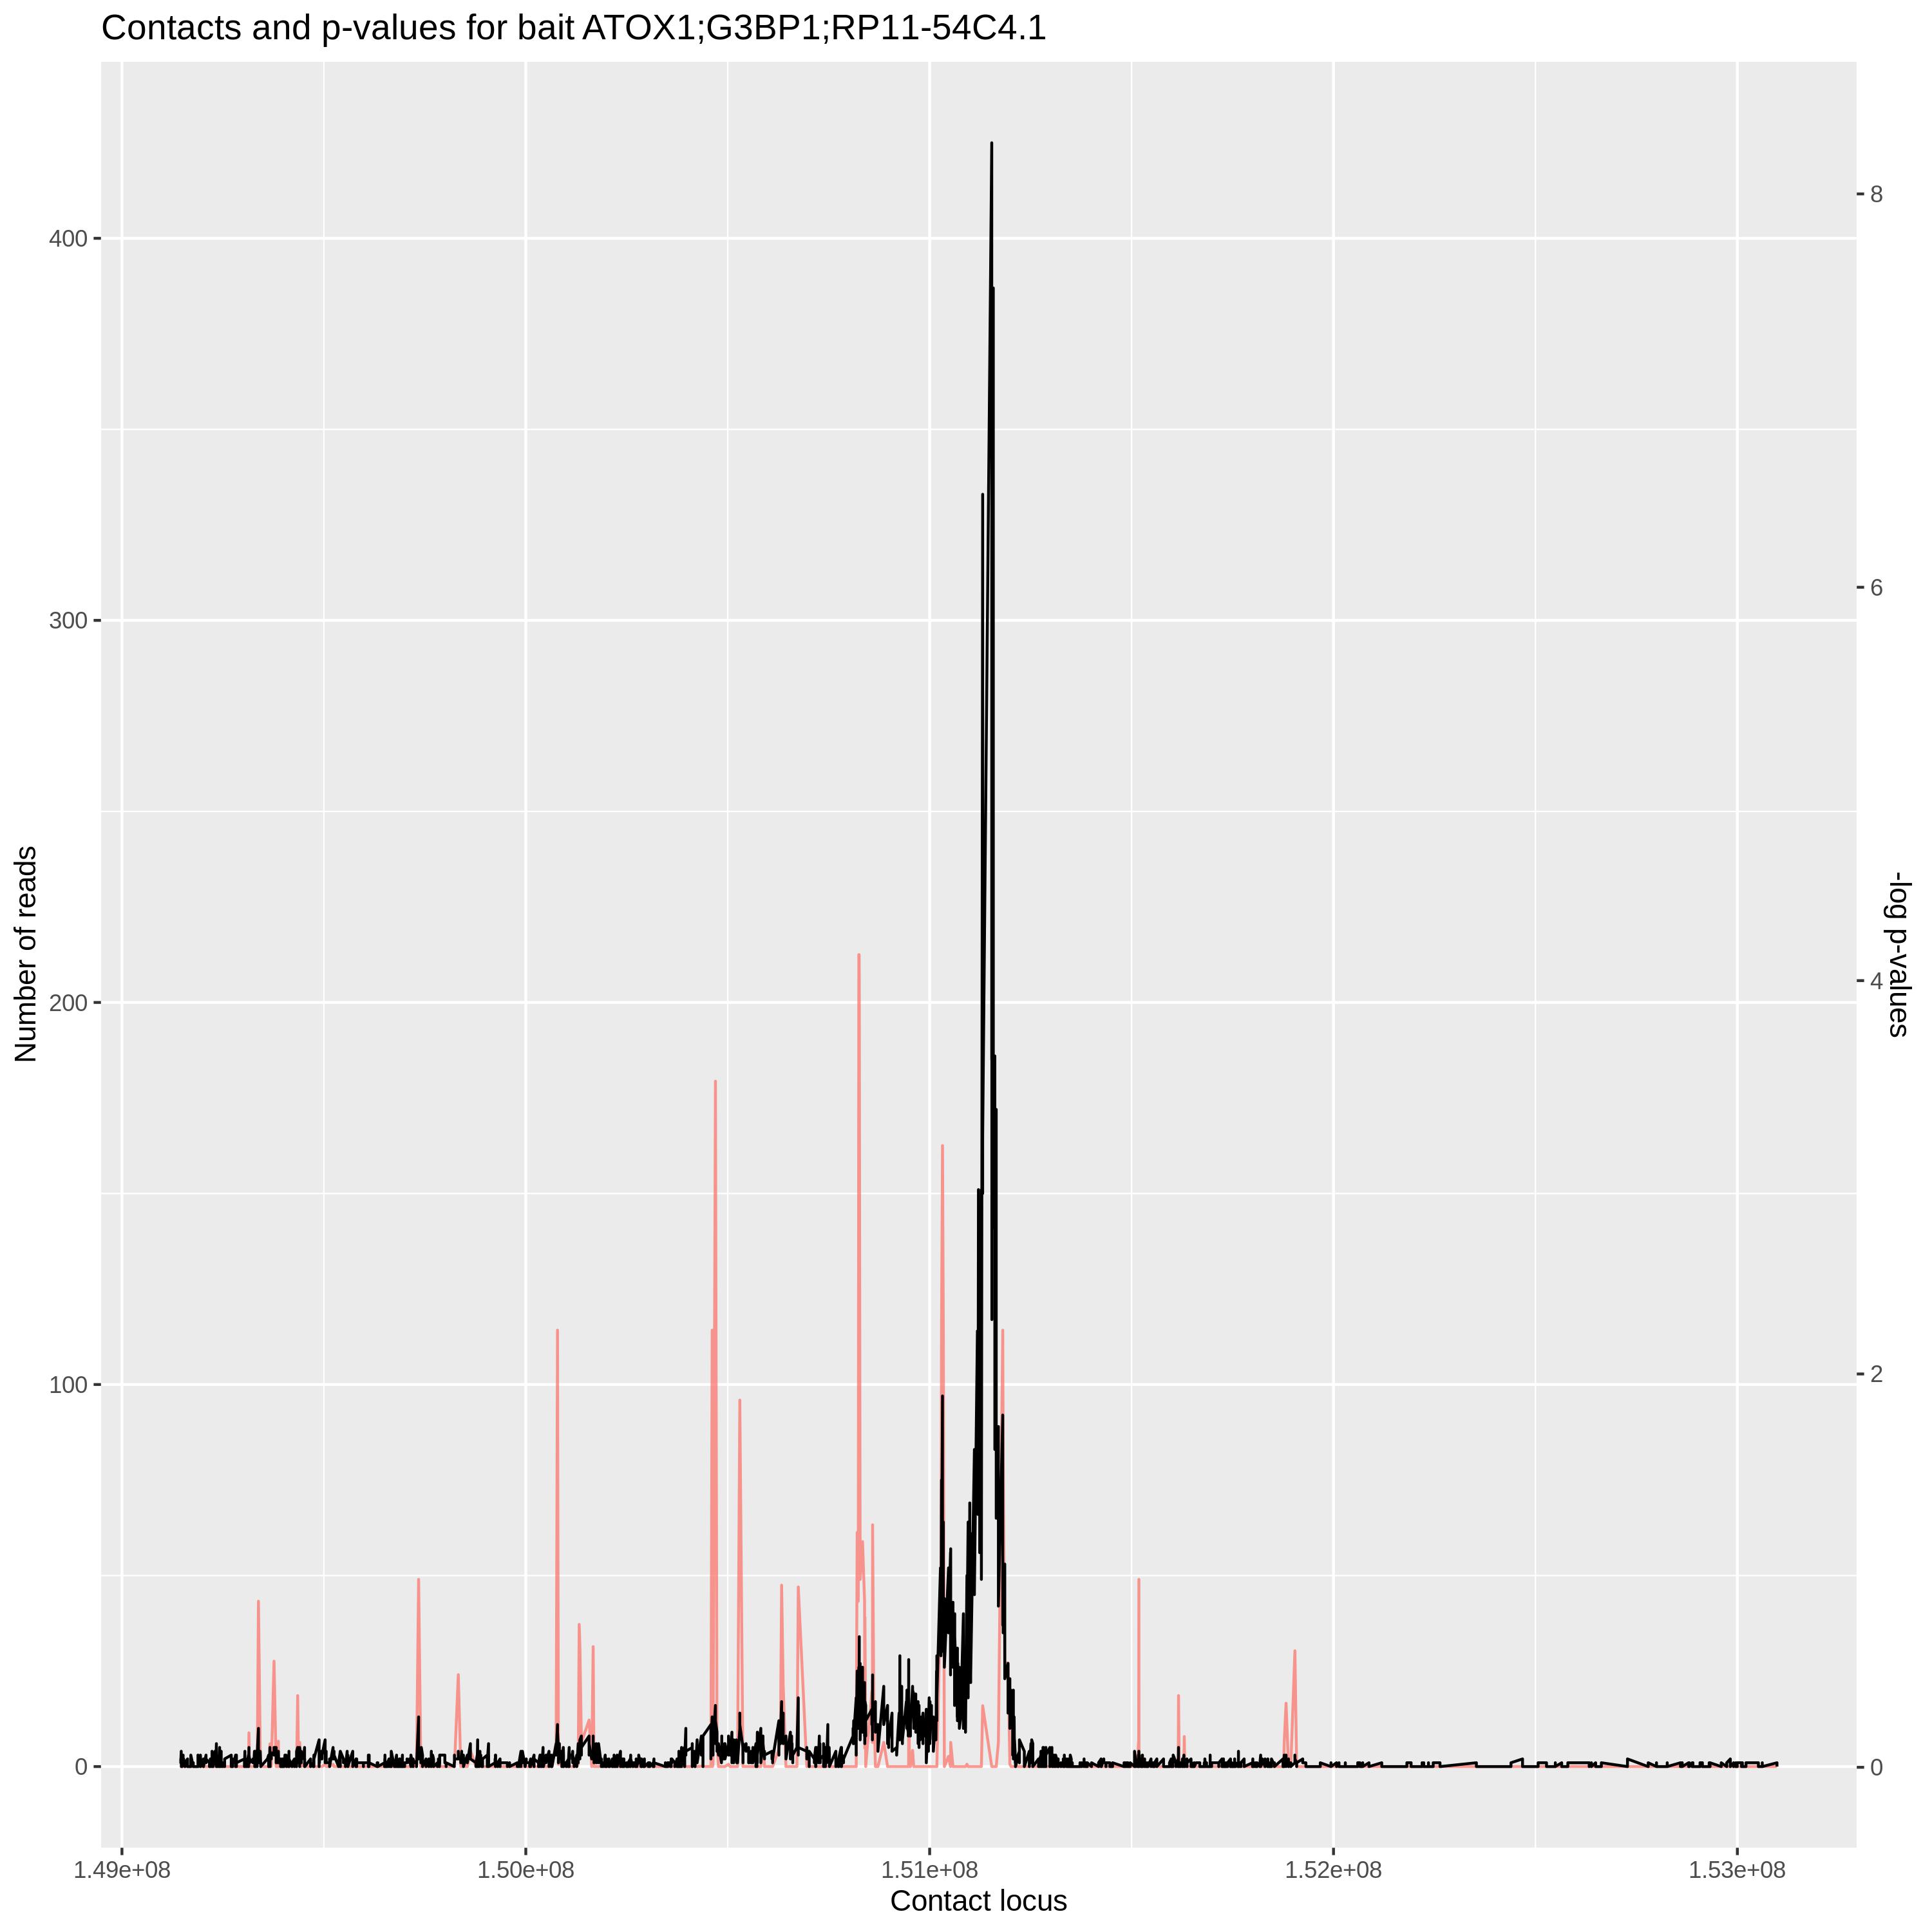 Contacts and p-values for bait ATOX1;G3BP1;RP11-54C4.1
400
300
200
100
0
Number of reads
8
6
4
2
0
-log p-values
1.49e+08
1.50e+08
1.51e+08
1.52e+08
1.53e+08
Contact locus